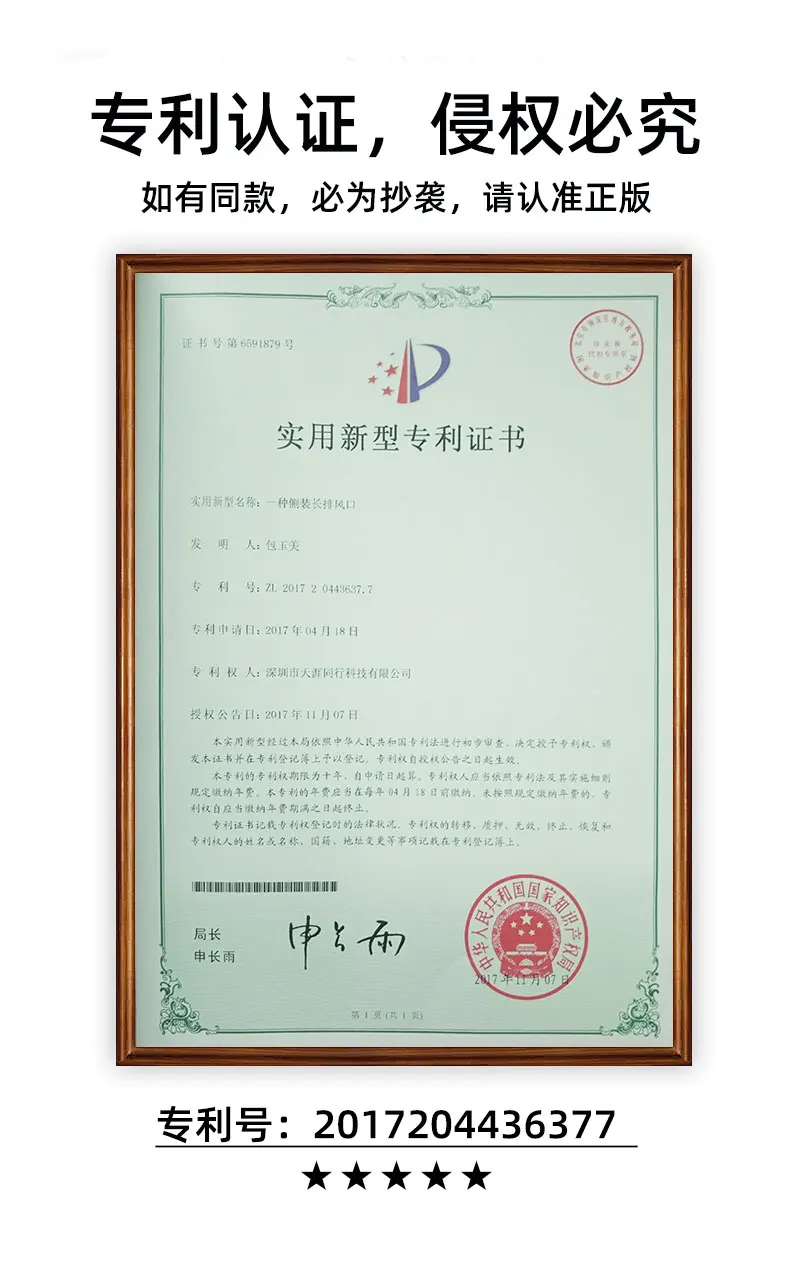 专利认证，侵权必究
如有同款，必为抄袭，请认准正版
证书号第6591879号
实用新型专利证书
实用新型名称：一种侧装长排风口
发 明 人：包玉美
专 利 号：ZL 2017 2 0443637.7
专利申请日：2017年04月18日
专 利 权 人：深圳市天涯同行科技有限公司
授权公告日：2017年11月07日
本实用新型经过本局依照中华人民共和国专利法进行初步审查，决定授予专利权，颁
发本证书并在专利登记簿上予以登记。专利权自授权公告之日起生效。
本专利的专利权期限为十年，自申请日起算。专利权人应当依照专利法及其实施细则
规定缴纳年费。本专利的年费应当在每年04月18日前缴纳。未按照规定缴纳年费的，专
利权自应当缴纳年费期满之日起终止。
专利证书记载专利权登记时的法律状况。专利权的转移、质押、无效、终止、恢复和
专利权人的姓名或名称、国籍、地址变更等事项记载在专利登记簿上。
局长
申长雨
申长雨
中华人民共和国国家知识产权局
2017年11月07日
第1页(共1页)
专利号：2017204436377